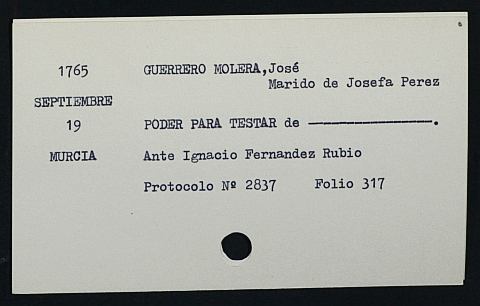 1765 GUERRERO MOLERA,José
Marido de Josefa Perez
SEPTIEMBRE
19 PODER PARA TESTAR de ——————————.
MURCIA Ante Ignacio Fernandez Rubio
Protocolo Nº 2837 Folio 317